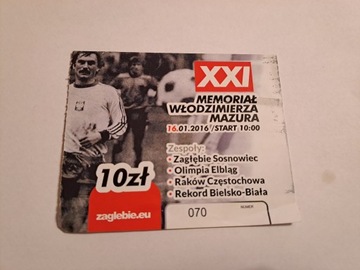 XXI
MEMORIAŁ
WŁODZIMIERZA
MAZURA
16.01.2016 /START 10:00
Zespoły:
• Zagłębie Sosnowiec
• Olimpia Elbląg
• Raków Częstochowa
• Rekord Bielsko-Biała
10zł
zaglebie.eu
070
NUMER